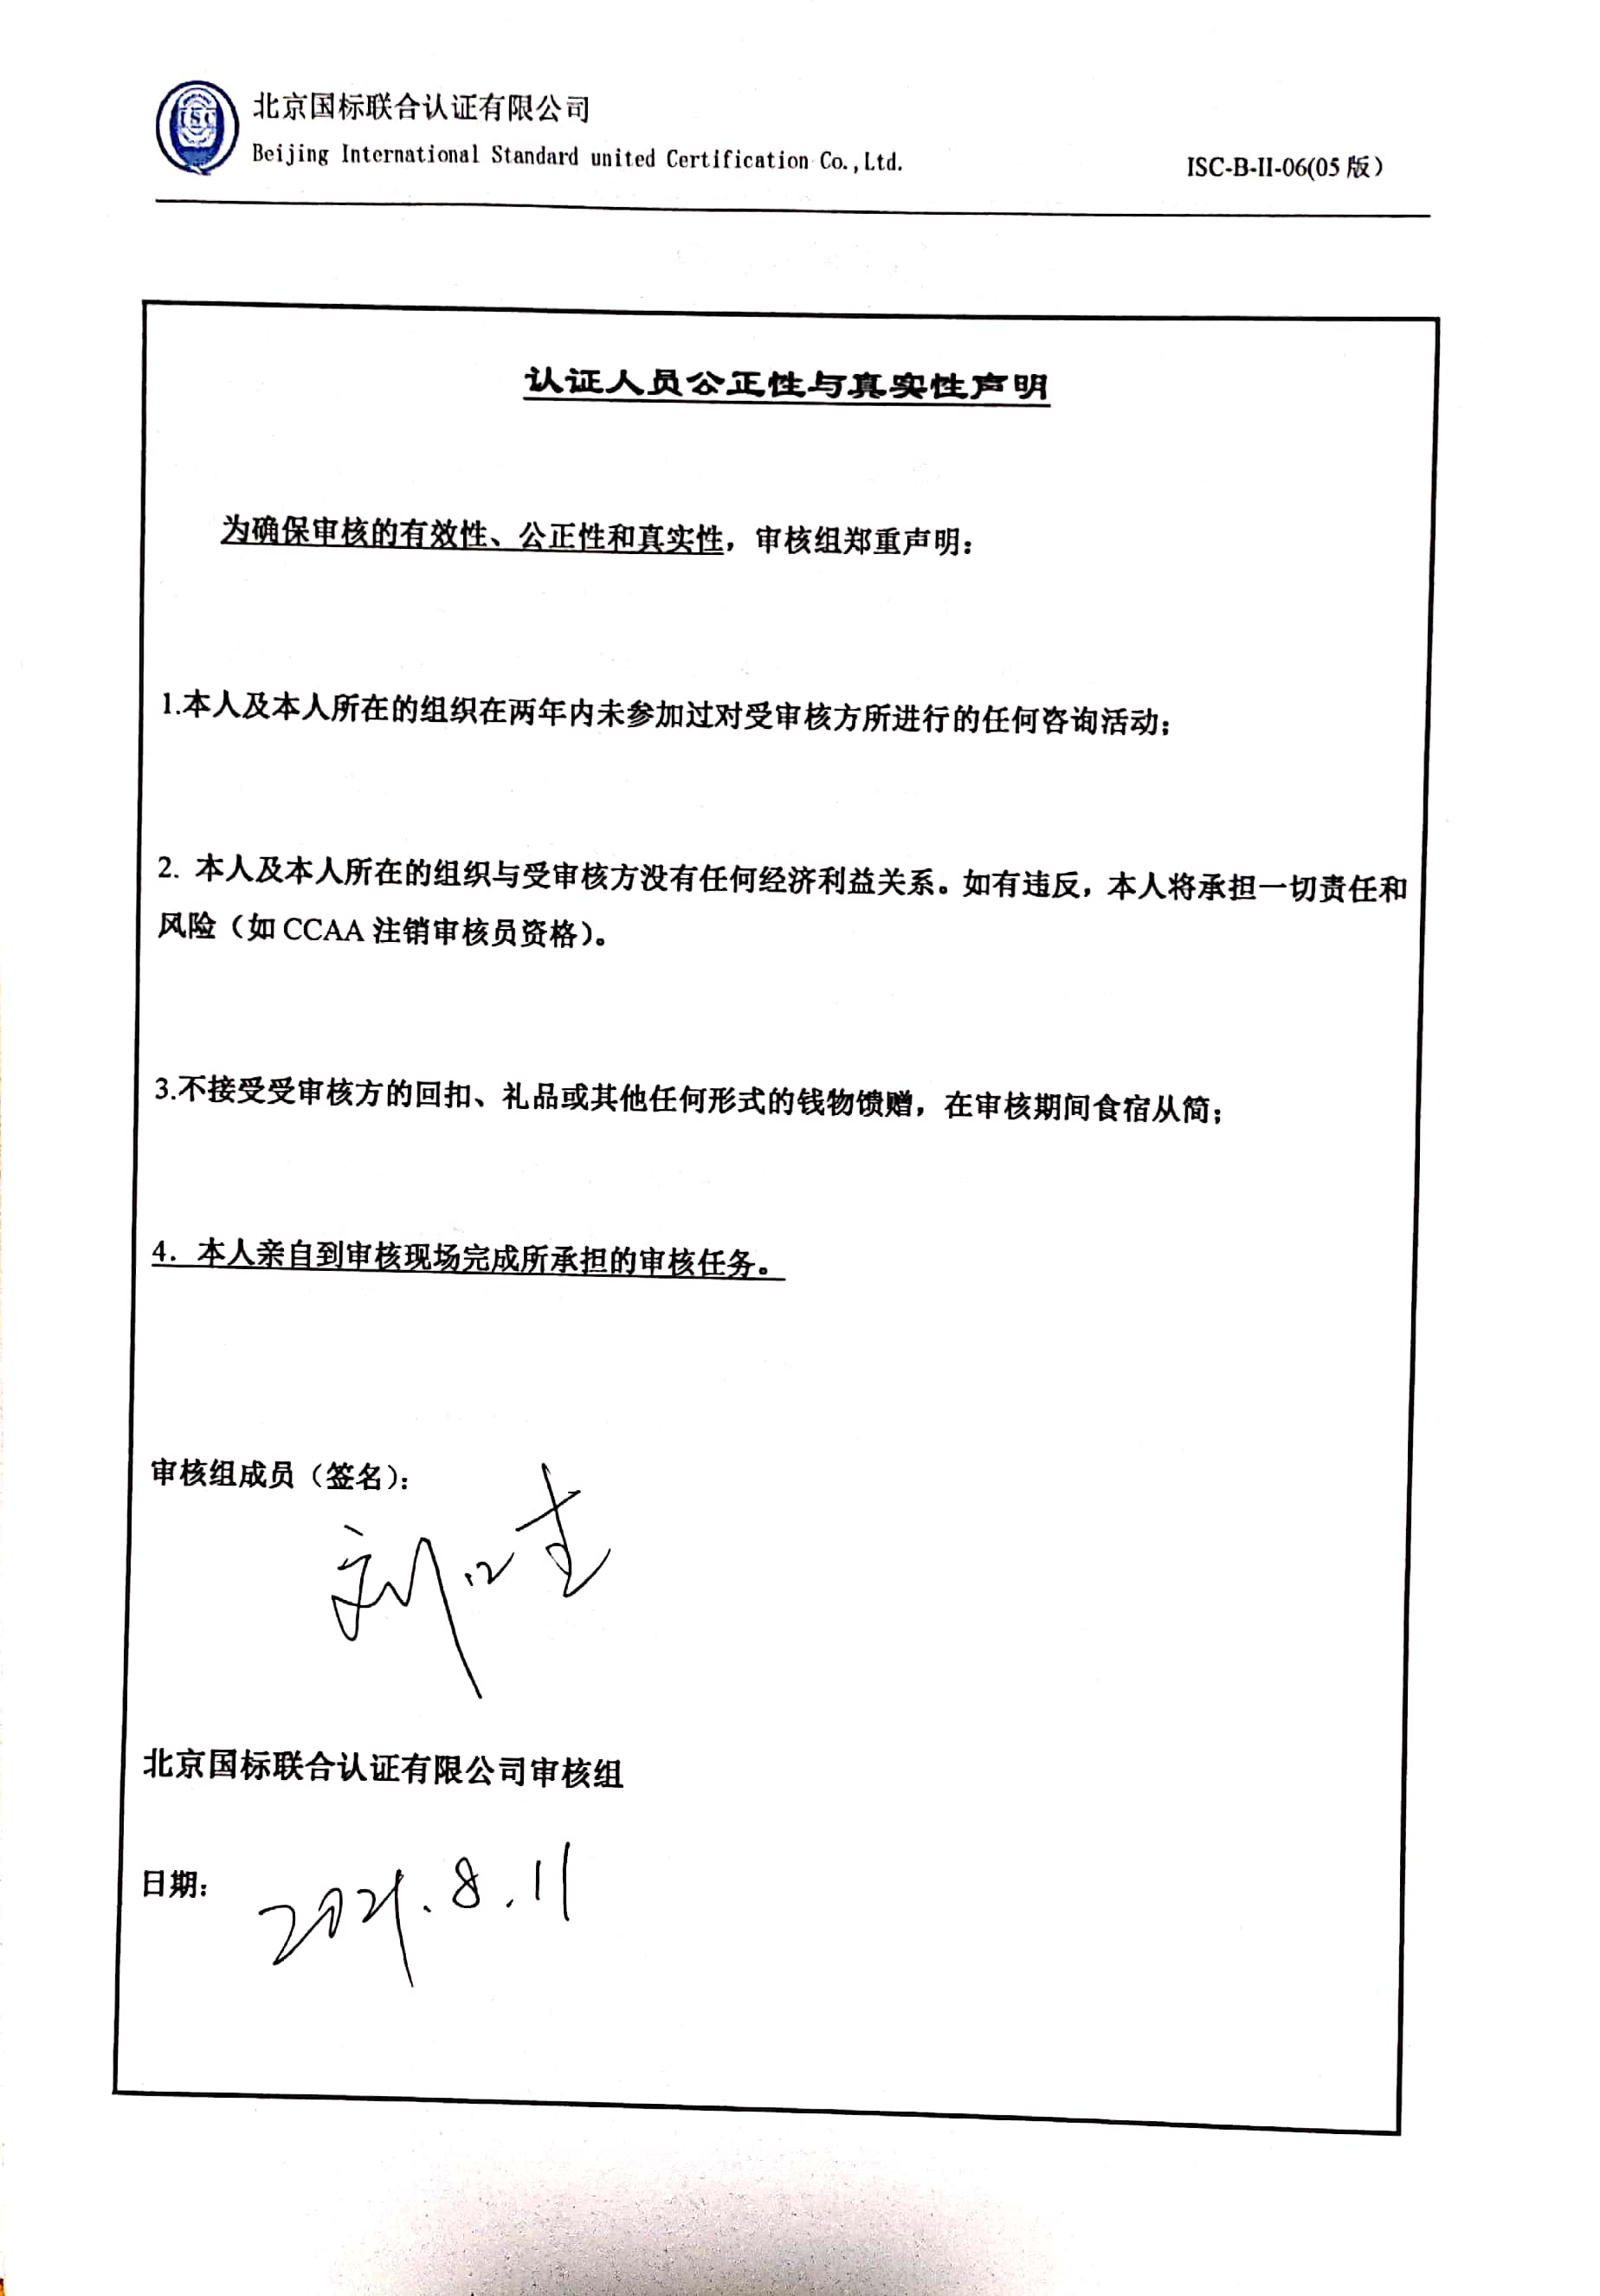 北京国标联合认证有限公司
Beijing International Standard united Certification Co.,Ltd.
ISC-B-II-06(05 版)
认证人员公正性与真实性声明
为确保审核的有效性、公正性和真实性，审核组郑重声明：
1.本人及本人所在的组织在两年内未参加过对受审核方所进行的任何咨询活动；
2. 本人及本人所在的组织与受审核方没有任何经济利益关系。如有违反，本人将承担一切责任和
风险（如 CCAA 注销审核员资格）。
3.不接受受审核方的回扣、礼品或其他任何形式的钱物馈赠，在审核期间食宿从简；
4. 本人亲自到审核现场完成所承担的审核任务。
审核组成员（签名）：
北京国标联合认证有限公司审核组
日期：
2021.8.11